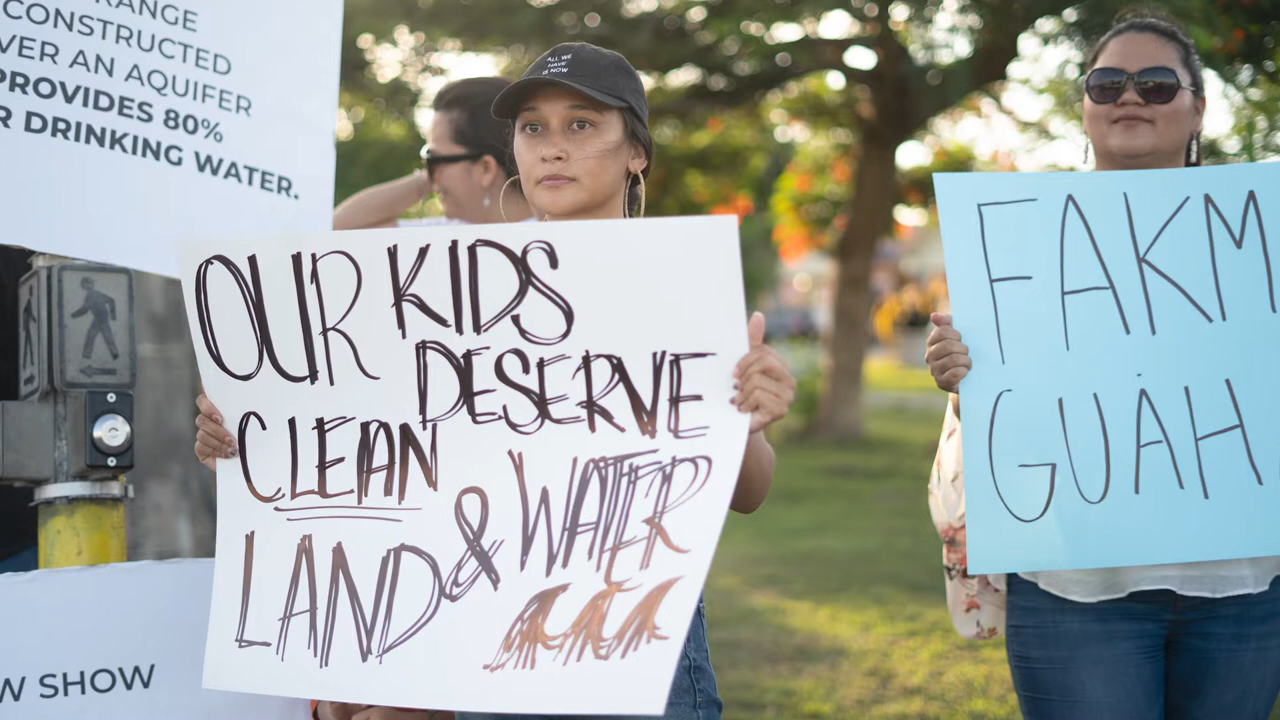 RANGE
CONSTRUCTED
VER AN AQUIFER
PROVIDES 80%
R DRINKING WATER.
ALL WE
HAVE
IS NOW
OUR KIDS
DESERVE
CLEAN
LAND & WATER
FAKM
GUAH
W SHOW